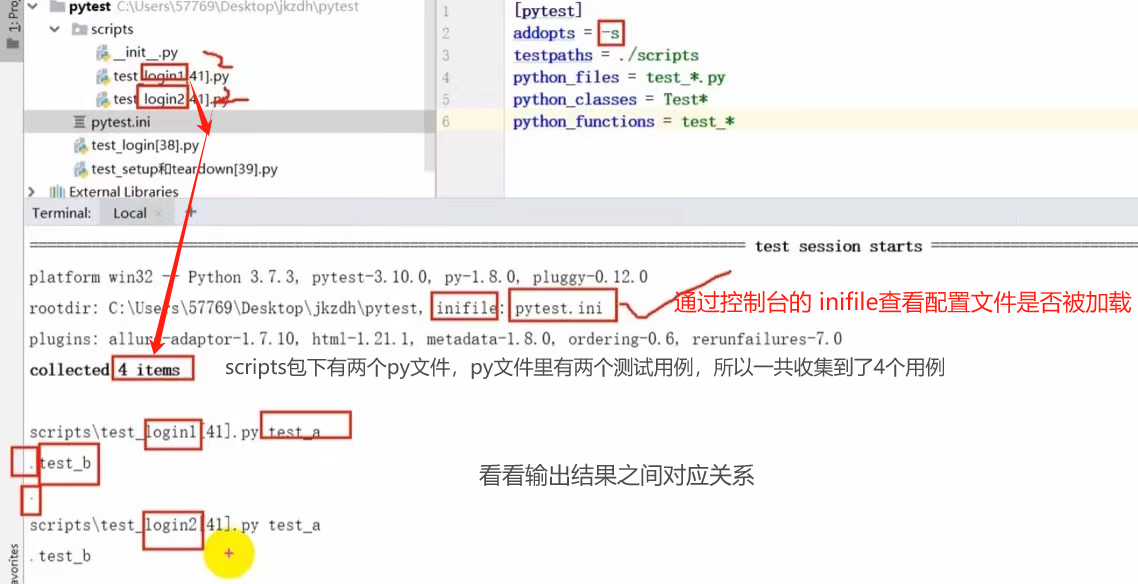 1: Pro
pytest C:\Users\57769\Desktop\jkzdh\pytest
scripts
__init__.py
test_login1[41].py
test_login2[41].py
pytest.ini
test_login[38].py
test_setup和teardown[39].py
External Libraries
1 [pytest]
2 addopts = -s
3 testpaths = ./scripts
4 python_files = test_*.py
5 python_classes = Test*
6 python_functions = test_*
Terminal: Local × +
============ test session starts ============
platform win32 -- Python 3.7.3, pytest-3.10.0, py-1.8.0, pluggy-0.12.0
rootdir: C:\Users\57769\Desktop\jkzdh\pytest, inifile: pytest.ini
通过控制台的 inifile查看配置文件是否被加载
plugins: allure-adaptor-1.7.10, html-1.21.1, metadata-1.8.0, ordering-0.6, rerunfailures-7.0
collected 4 items
scripts包下有两个py文件，py文件里有两个测试用例，所以一共收集到了4个用例
scripts\test_login1[41].py test_a
.test_b
看看输出结果之间对应关系
.
scripts\test_login2[41].py test_a
.test_b
avorites